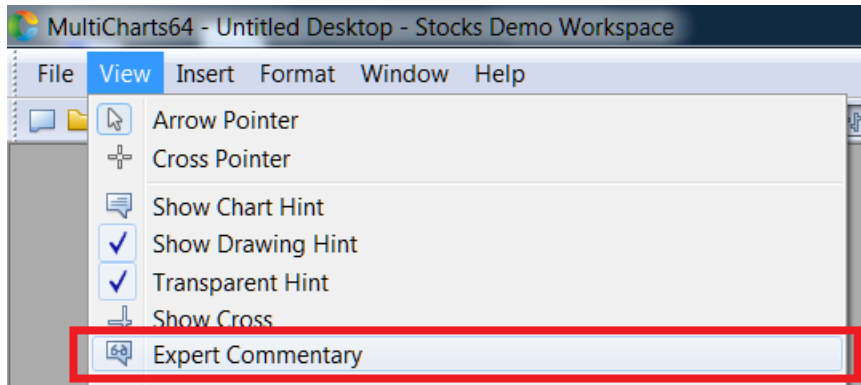 MultiCharts64 - Untitled Desktop - Stocks Demo Workspace
File View Insert Format Window Help
Arrow Pointer
Cross Pointer
Show Chart Hint
Show Drawing Hint
Transparent Hint
Show Cross
Expert Commentary